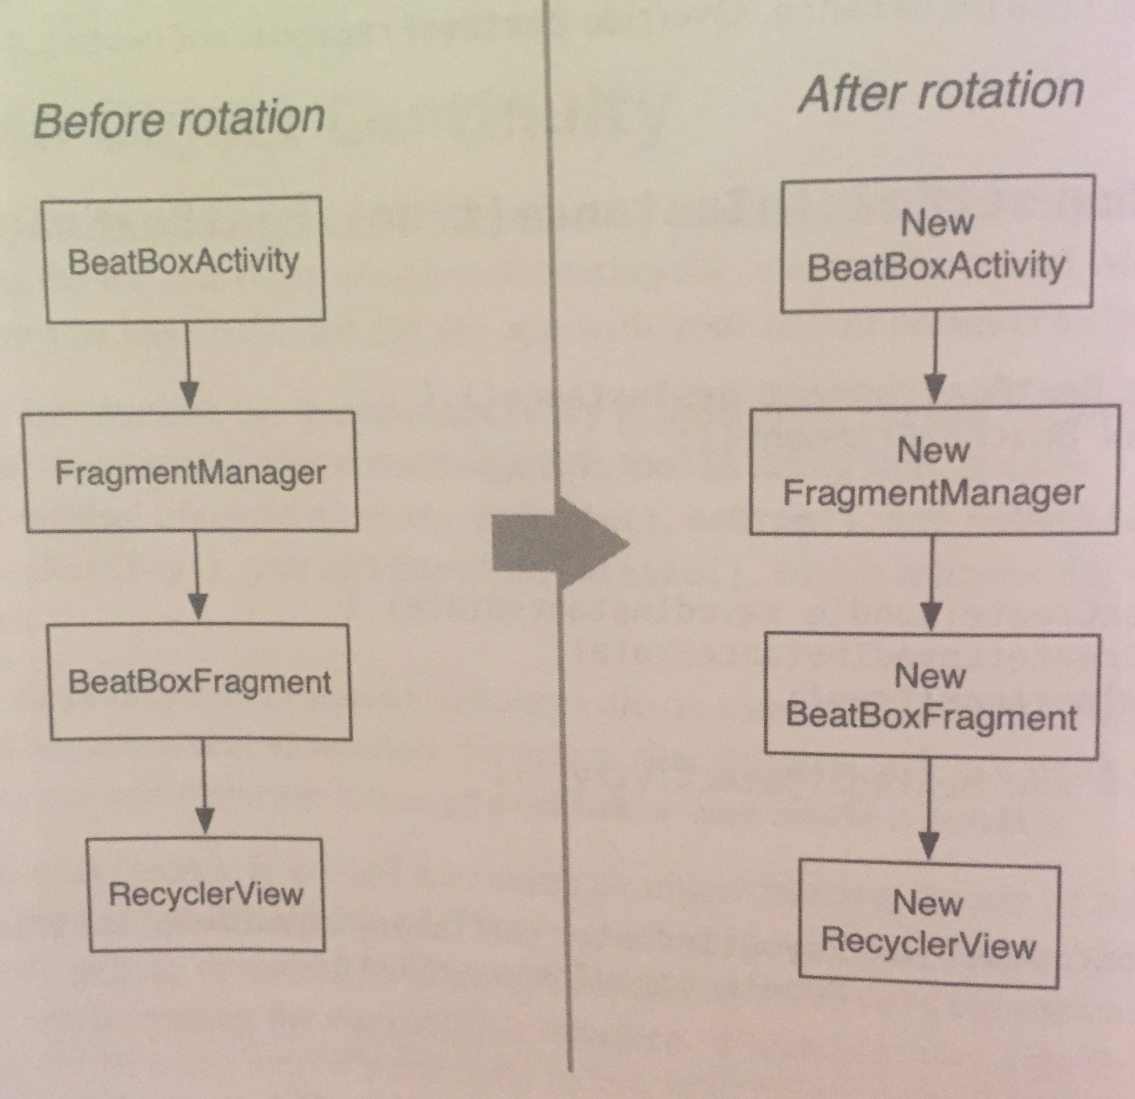 Before rotation
BeatBoxActivity
FragmentManager
BeatBoxFragment
RecyclerView
After rotation
New
BeatBoxActivity
New
FragmentManager
New
BeatBoxFragment
New
RecyclerView